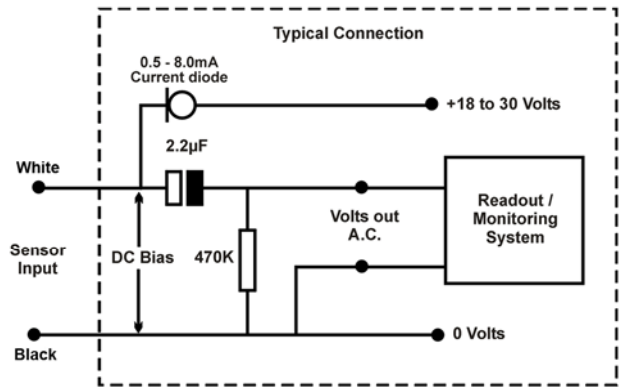 Typical Connection
0.5 - 8.0mA
Current diode
+18 to 30 Volts
2.2µF
White
Readout /
Monitoring
System
Volts out
A.C.
Sensor
Input
DC Bias
470K
0 Volts
Black